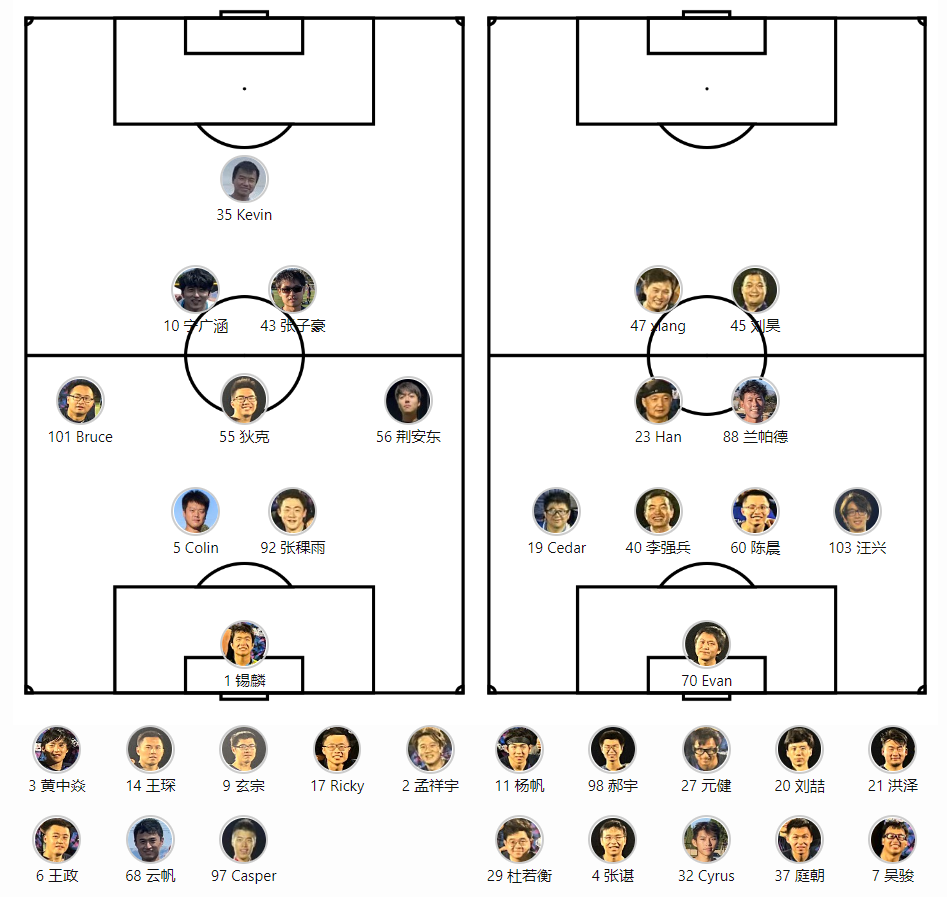 35 Kevin
10 宁广涵 43 张子豪
47 xiang 45 刘昊
101 Bruce 55 狄克 56 荆安东
23 Han 88 兰帕德
5 Colin 92 张稞雨
19 Cedar 40 李强兵 60 陈晨 103 汪兴
1 锡麟
70 Evan
3 黄中焱 14 王琛 9 玄宗 17 Ricky 2 孟祥宇 11 杨帆 98 郝宇 27 元健 20 刘喆 21 洪泽
6 王政 68 云帆 97 Casper 29 杜若衡 4 张谌 32 Cyrus 37 庭朝 7 吴骏